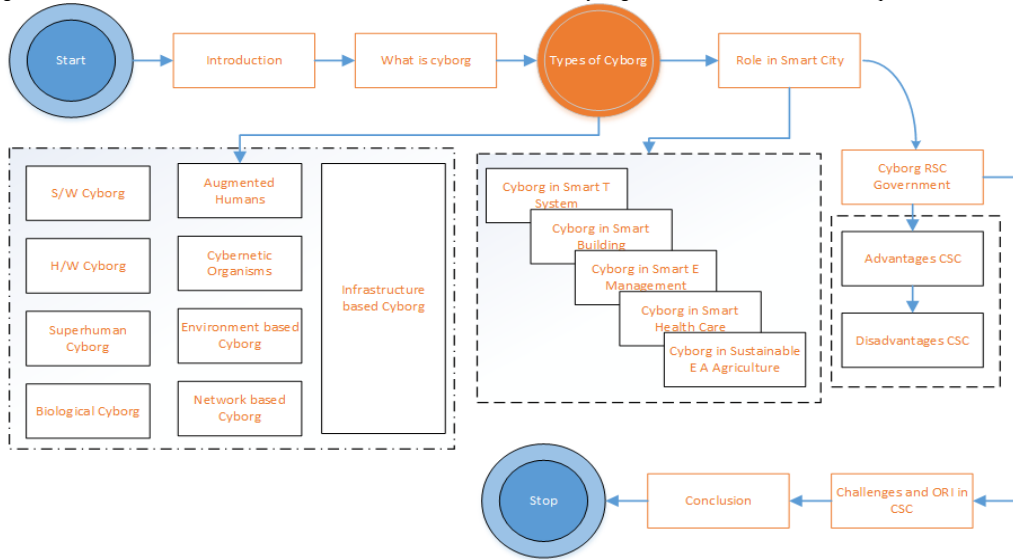 Start
Introduction
What is cyborg
Types of Cyborg
Role in Smart City
S/W Cyborg
H/W Cyborg
Superhuman
Cyborg
Biological Cyborg
Augmented
Humans
Cybernetic
Organisms
Environment based
Cyborg
Network based
Cyborg
Infrastructure
based Cyborg
Cyborg in Smart T
System
Cyborg in Smart
Building
Cyborg in Smart E
Management
Cyborg in Smart
Health Care
Cyborg in Sustainable
E A Agriculture
Cyborg RSC
Government
Advantages CSC
Disadvantages CSC
Challenges and ORI in
CSC
Conclusion
Stop